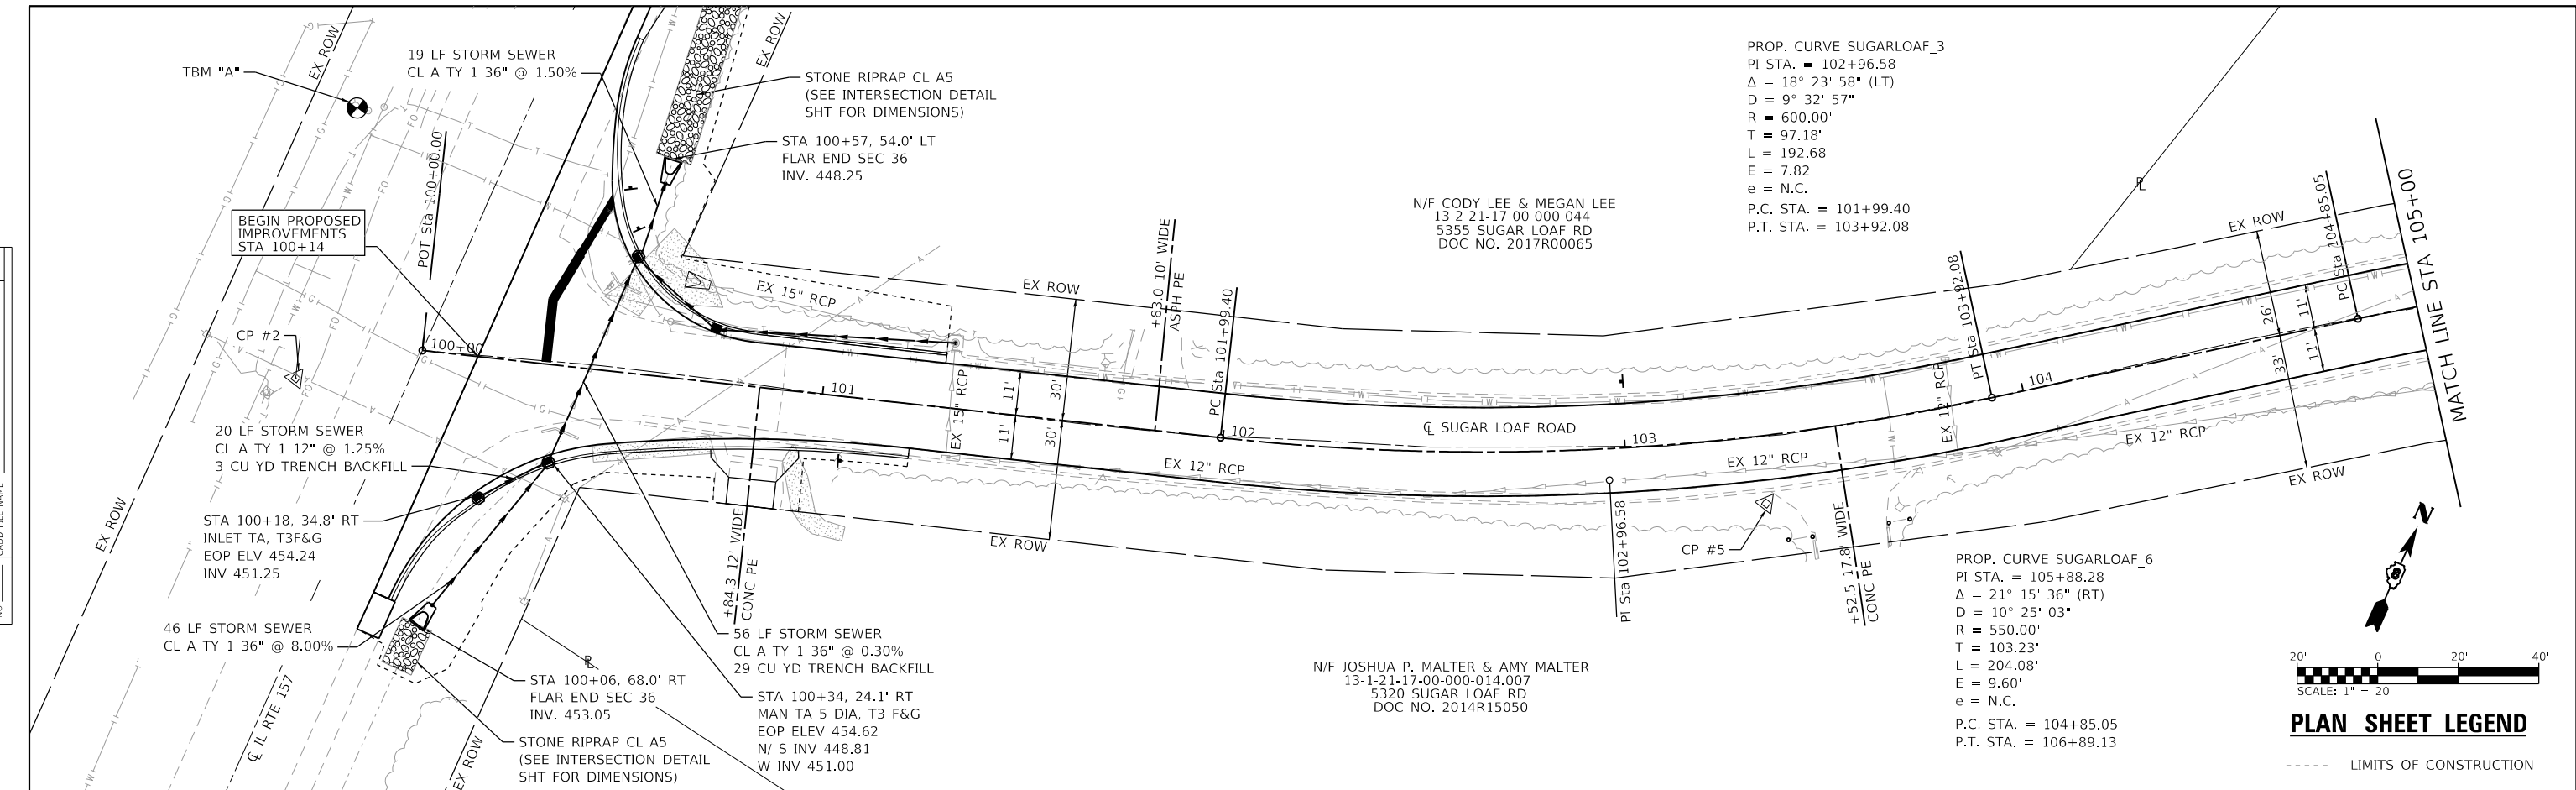 TBM "A"
EX ROW
19 LF STORM SEWER
CL A TY 1 36" @ 1.50%
EX ROW
STONE RIPRAP CL A5
(SEE INTERSECTION DETAIL
SHT FOR DIMENSIONS)
STA 100+57, 54.0' LT
FLAR END SEC 36
INV. 448.25
POT Sta 100+00.00
BEGIN PROPOSED
IMPROVEMENTS
STA 100+14
CP #2
100+00
101
102
103
104
EX 15" RCP
EX ROW
+83.0 10' WIDE
ASPH PE
PC Sta 101+99.40
N/F CODY LEE & MEGAN LEE
13-2-21-17-00-000-044
5355 SUGAR LOAF RD
DOC NO. 2017R00065
PROP. CURVE SUGARLOAF_3
PI STA. = 102+96.58
Δ = 18° 23' 58" (LT)
D = 9° 32' 57"
R = 600.00'
T = 97.18'
L = 192.68'
E = 7.82'
e = N.C.
P.C. STA. = 101+99.40
P.T. STA. = 103+92.08
PL
EX ROW
PT Sta 103+92.08
PC Sta 104+85.05
MATCH LINE STA 105+00
26'
11'
11'
33'
11'
30'
11'
30'
EX 15" RCP
CL SUGAR LOAF ROAD
EX 12" RCP
EX 12" RCP
EX 12" RCP
EX 12" RCP
EX ROW
EX ROW
20 LF STORM SEWER
CL A TY 1 12" @ 1.25%
3 CU YD TRENCH BACKFILL
EX ROW
STA 100+18, 34.8' RT
INLET TA, T3F&G
EOP ELV 454.24
INV 451.25
46 LF STORM SEWER
CL A TY 1 36" @ 8.00%
CL IL RTE 157
EX ROW
PL
STA 100+06, 68.0' RT
FLAR END SEC 36
INV. 453.05
STONE RIPRAP CL A5
(SEE INTERSECTION DETAIL
SHT FOR DIMENSIONS)
+84.3 12' WIDE
CONC PE
56 LF STORM SEWER
CL A TY 1 36" @ 0.30%
29 CU YD TRENCH BACKFILL
STA 100+34, 24.1' RT
MAN TA 5 DIA, T3 F&G
EOP ELEV 454.62
N/ S INV 448.81
W INV 451.00
PI Sta 102+96.58
CP #5
+52.5 17.8' WIDE
CONC PE
N/F JOSHUA P. MALTER & AMY MALTER
13-1-21-17-00-000-014.007
5320 SUGAR LOAF RD
DOC NO. 2014R15050
PROP. CURVE SUGARLOAF_6
PI STA. = 105+88.28
Δ = 21° 15' 36" (RT)
D = 10° 25' 03"
R = 550.00'
T = 103.23'
L = 204.08'
E = 9.60'
e = N.C.
P.C. STA. = 104+85.05
P.T. STA. = 106+89.13
N
20' 0 20' 40'
SCALE: 1" = 20'
PLAN SHEET LEGEND
LIMITS OF CONSTRUCTION